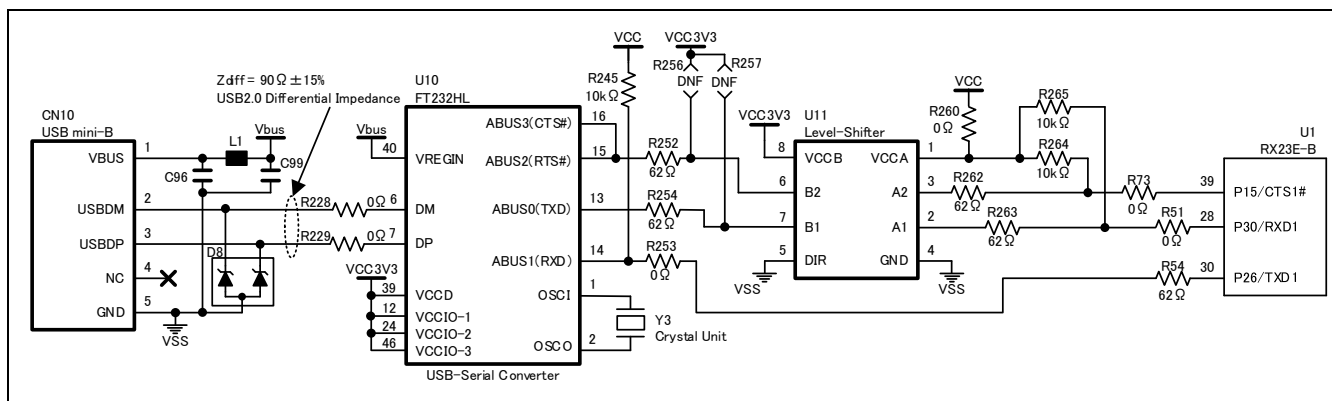 Zdiff = 90Ω±15%
USB2.0 Differential Impedance
CN10
USB mini-B
VBUS
USBDM
USBDP
NC
GND
1
2
3
4
5
L1
Vbus
C96
C99
D8
VSS
R228
0Ω
R229
0Ω
U10
FT232HL
Vbus
40
VREGIN
6
DM
7
DP
VCC3V3
39
VCCD
12
VCCIO-1
24
VCCIO-2
46
VCCIO-3
ABUS3(CTS#)
16
ABUS2(RTS#)
15
ABUS0(TXD)
13
ABUS1(RXD)
14
OSCI
1
OSCO
2
USB-Serial Converter
Y3
Crystal Unit
VCC
R245
10kΩ
VCC3V3
R256
DNF
R257
DNF
R252
62Ω
R254
62Ω
R253
0Ω
VCC3V3
U11
Level-Shifter
8
VCCB
6
B2
7
B1
5
DIR
VSS
VCCA
1
A2
3
A1
2
GND
4
VSS
VCC
R260
0Ω
R265
10kΩ
R264
10kΩ
R262
62Ω
R263
62Ω
R73
0Ω
R51
0Ω
R54
62Ω
U1
RX23E-B
39
P15/CTS1#
28
P30/RXD1
30
P26/TXD1